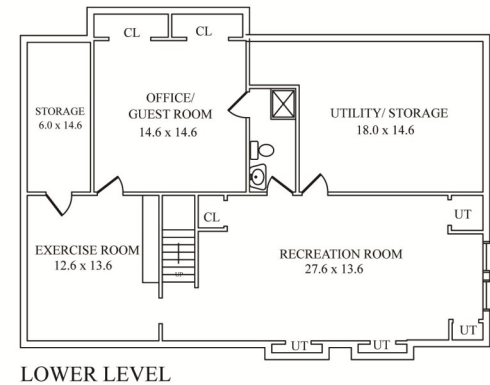 CL
CL
STORAGE
6.0 x 14.6
OFFICE/
GUEST ROOM
14.6 x 14.6
UTILITY/ STORAGE
18.0 x 14.6
CL
UT
EXERCISE ROOM
12.6 x 13.6
UP
RECREATION ROOM
27.6 x 13.6
UT
UT
UT
LOWER LEVEL